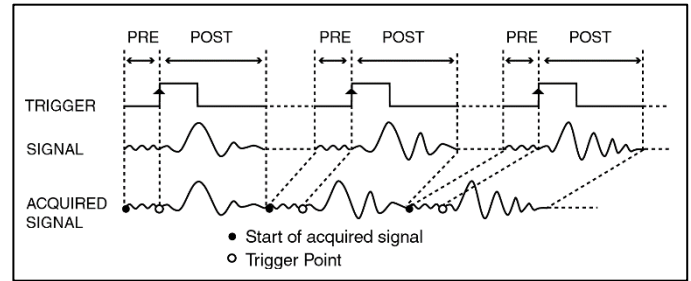 PRE POST PRE POST PRE POST
TRIGGER
SIGNAL
ACQUIRED
SIGNAL
Start of acquired signal
Trigger Point